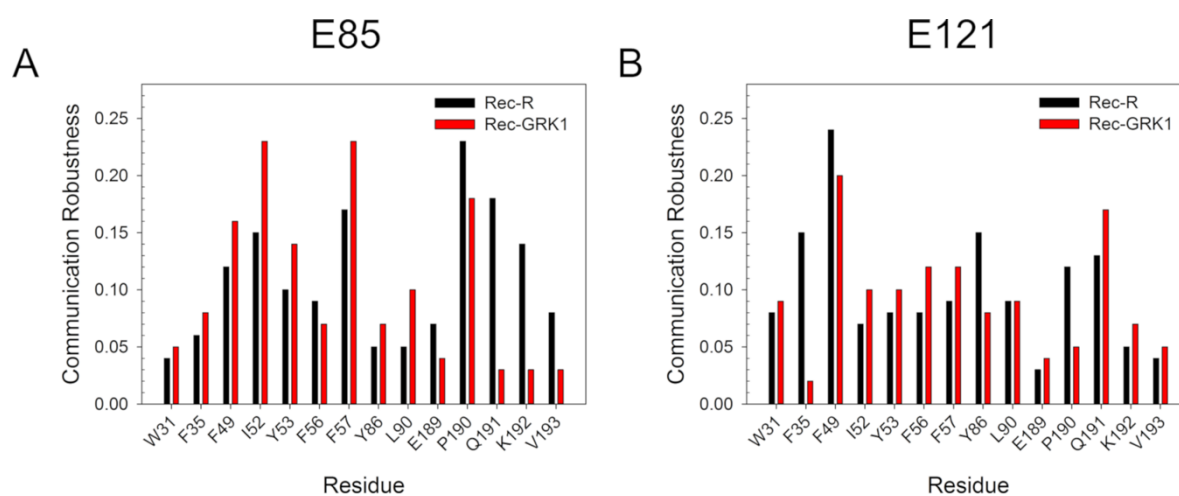 E85
A
Communication Robustness
0.25
0.20
0.15
0.10
0.05
0.00
Rec-R
Rec-GRK1
W31
F35
F49
I52
Y53
F56
F57
Y86
L90
E189
P190
Q191
K192
V193
Residue
E121
B
Communication Robustness
0.25
0.20
0.15
0.10
0.05
0.00
Rec-R
Rec-GRK1
W31
F35
F49
I52
Y53
F56
F57
Y86
L90
E189
P190
Q191
K192
V193
Residue